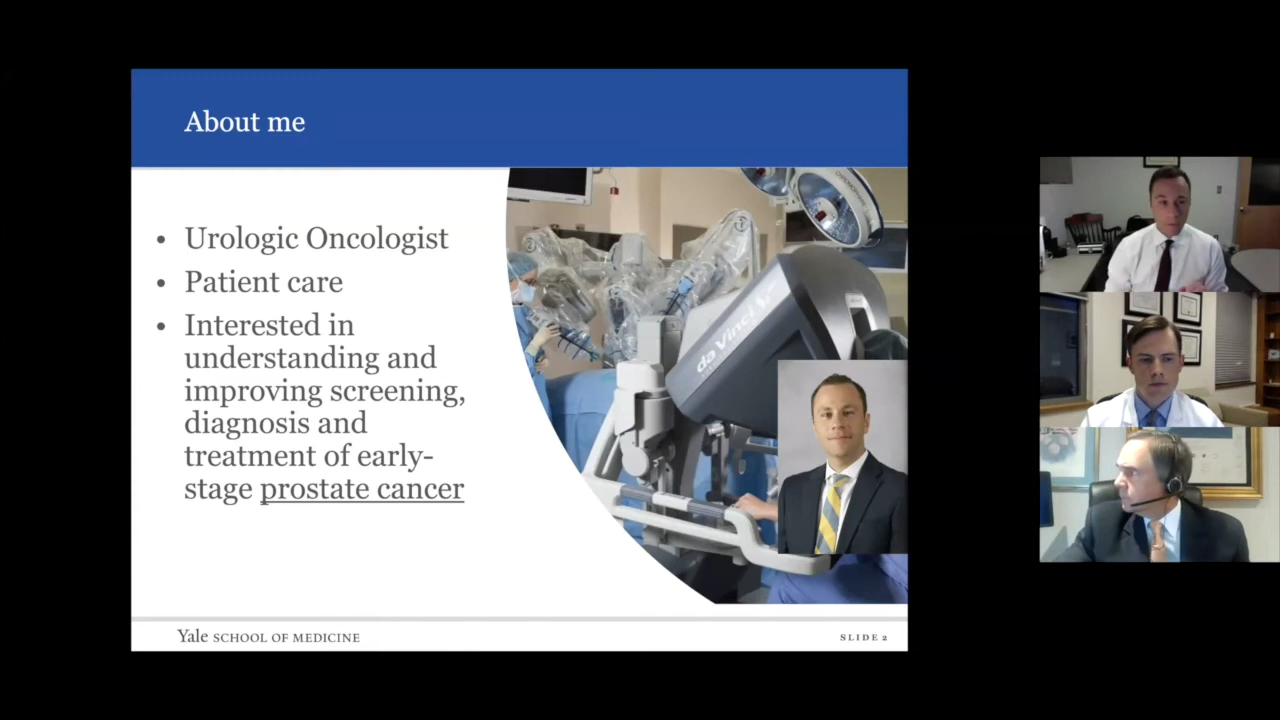 About me
• Urologic Oncologist
• Patient care
• Interested in
understanding and
improving screening,
diagnosis and
treatment of early-
stage prostate cancer
da Vinci
Yale SCHOOL OF MEDICINE
SLIDE 2